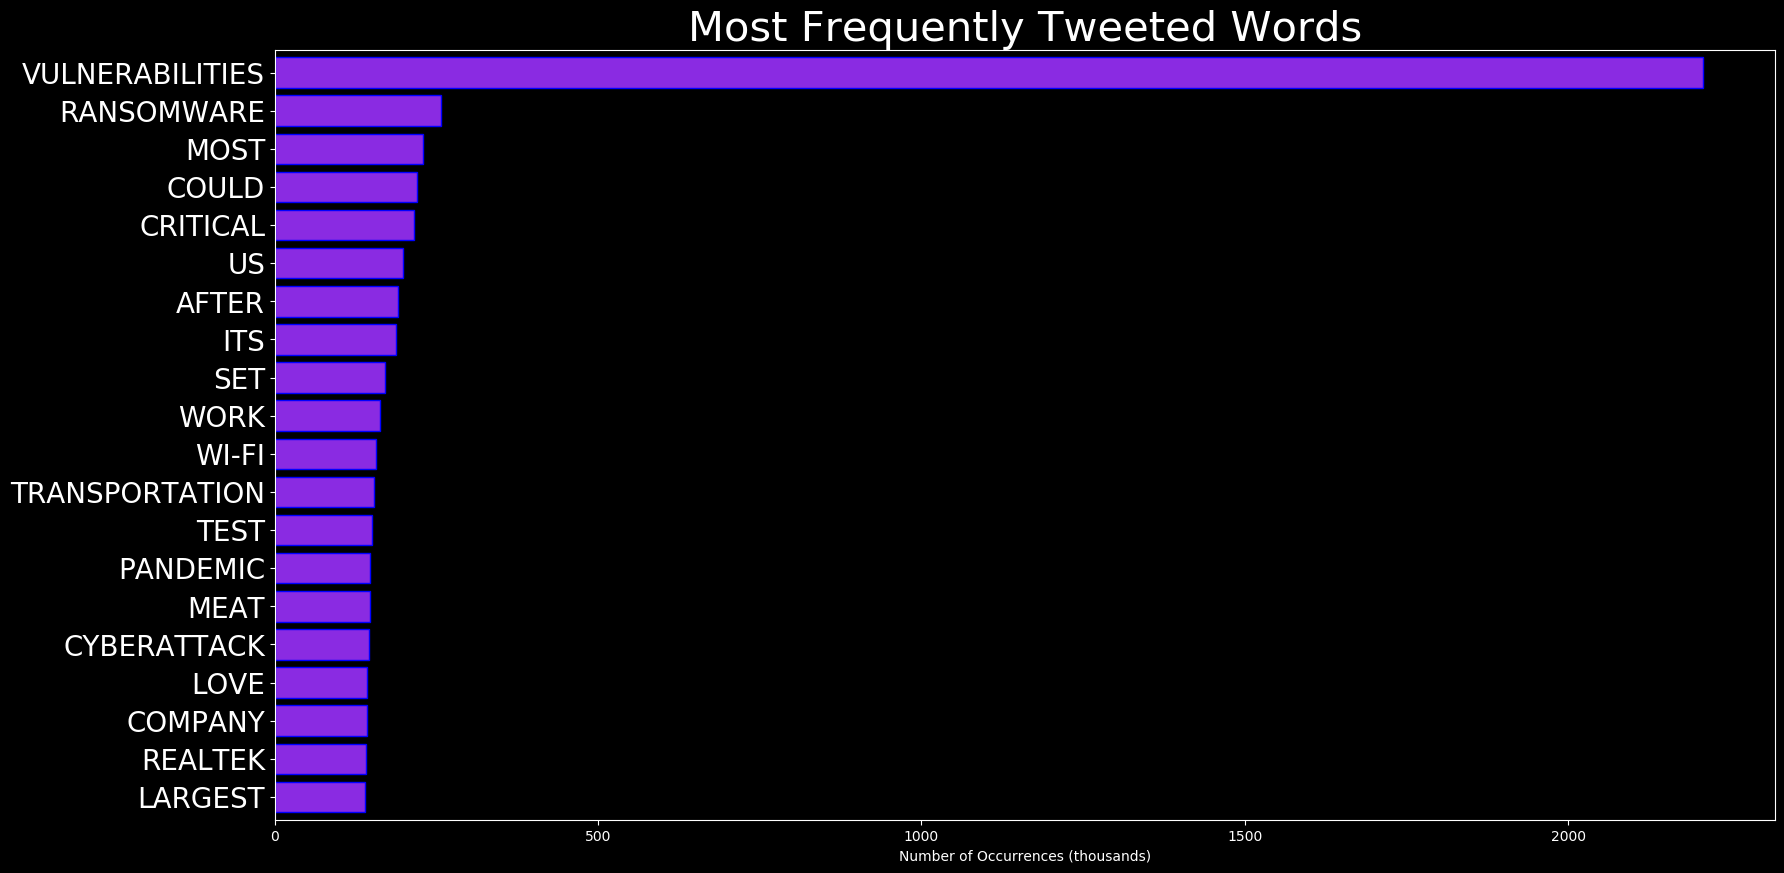 Most Frequently Tweeted Words
VULNERABILITIES
RANSOMWARE
MOST
COULD
CRITICAL
US
AFTER
ITS
SET
WORK
WI-FI
TRANSPORTATION
TEST
PANDEMIC
MEAT
CYBERATTACK
LOVE
COMPANY
REALTEK
LARGEST
0 500 1000 1500 2000
Number of Occurrences (thousands)